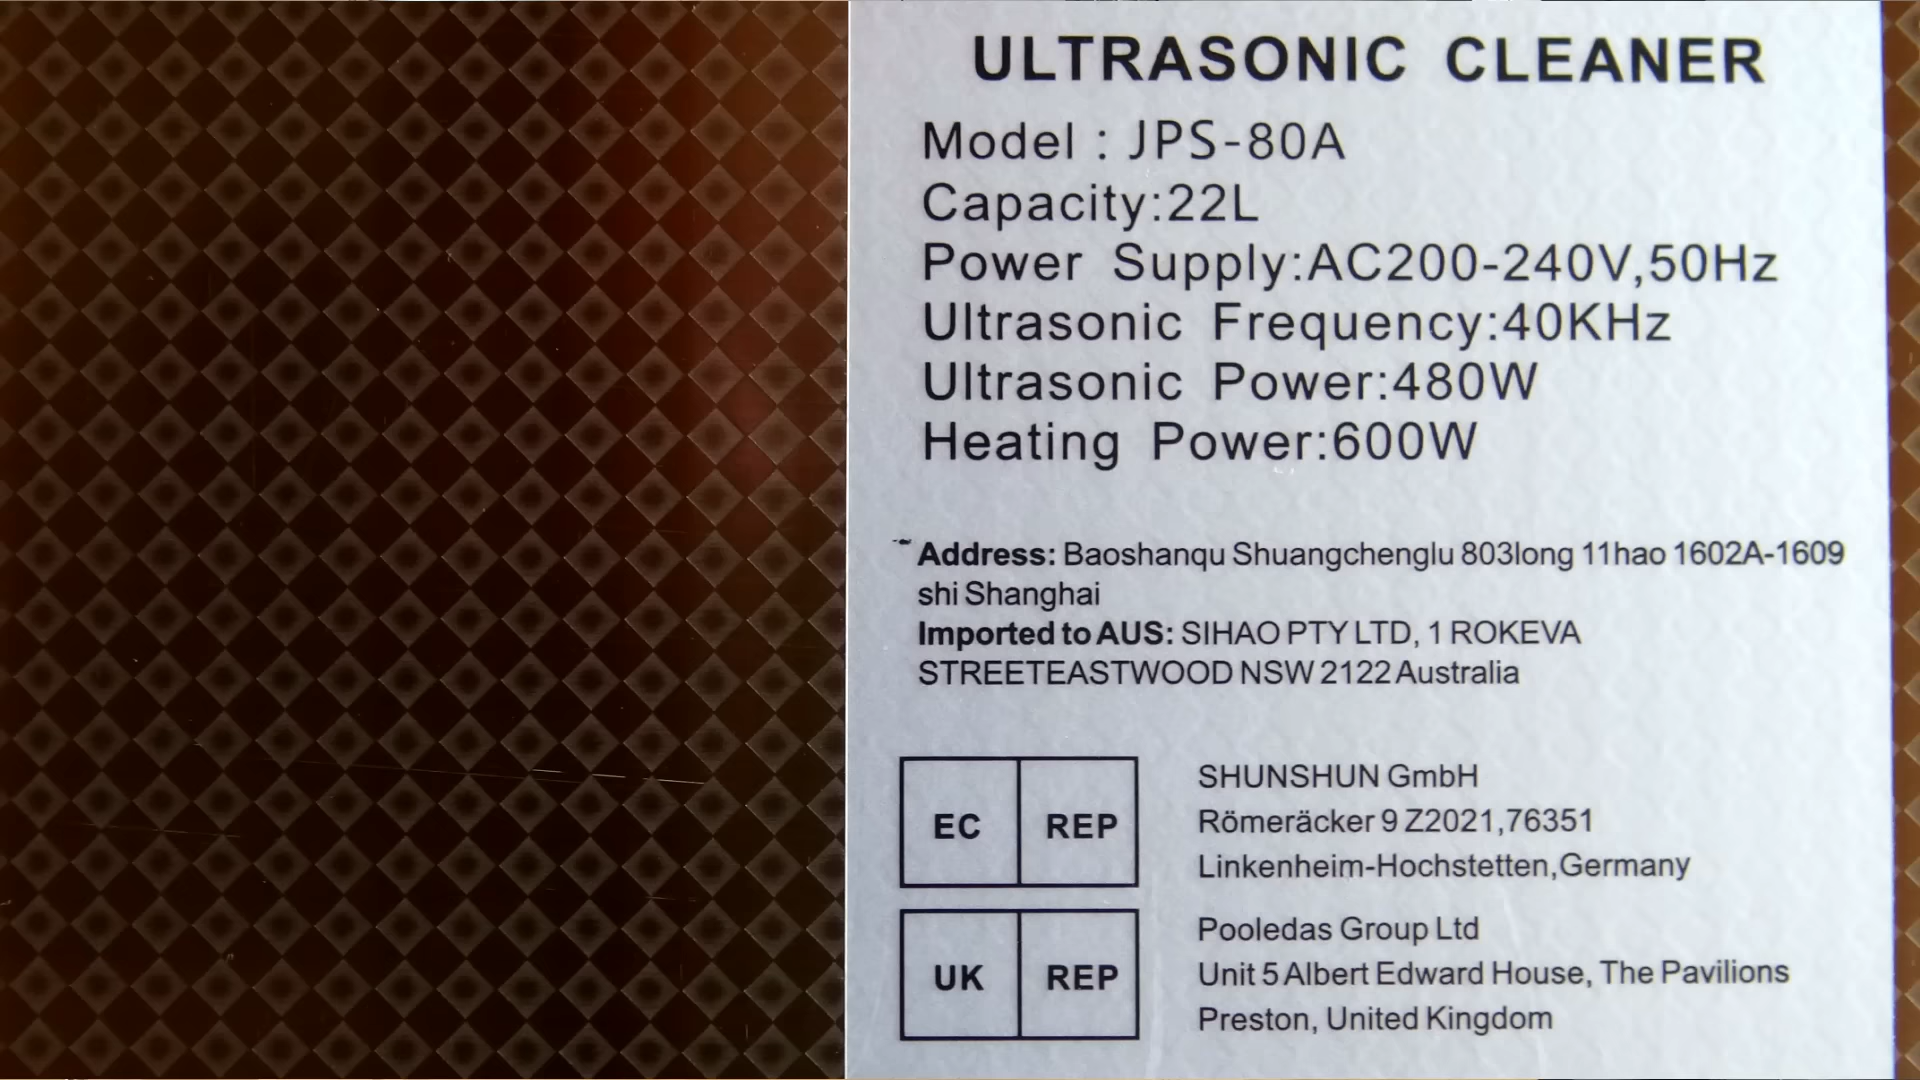 ULTRASONIC CLEANER
Model : JPS-80A
Capacity:22L
Power Supply:AC200-240V,50Hz
Ultrasonic Frequency:40KHz
Ultrasonic Power:480W
Heating Power:600W
Address: Baoshanqu Shuangchenglu 803long 11hao 1602A-1609
shi Shanghai
Imported to AUS: SIHAO PTY LTD, 1 ROKEVA
STREETEASTWOOD NSW 2122 Australia
EC REP
SHUNSHUN GmbH
Römeräcker 9 Z2021,76351
Linkenheim-Hochstetten,Germany
UK REP
Pooledas Group Ltd
Unit 5 Albert Edward House, The Pavilions
Preston, United Kingdom